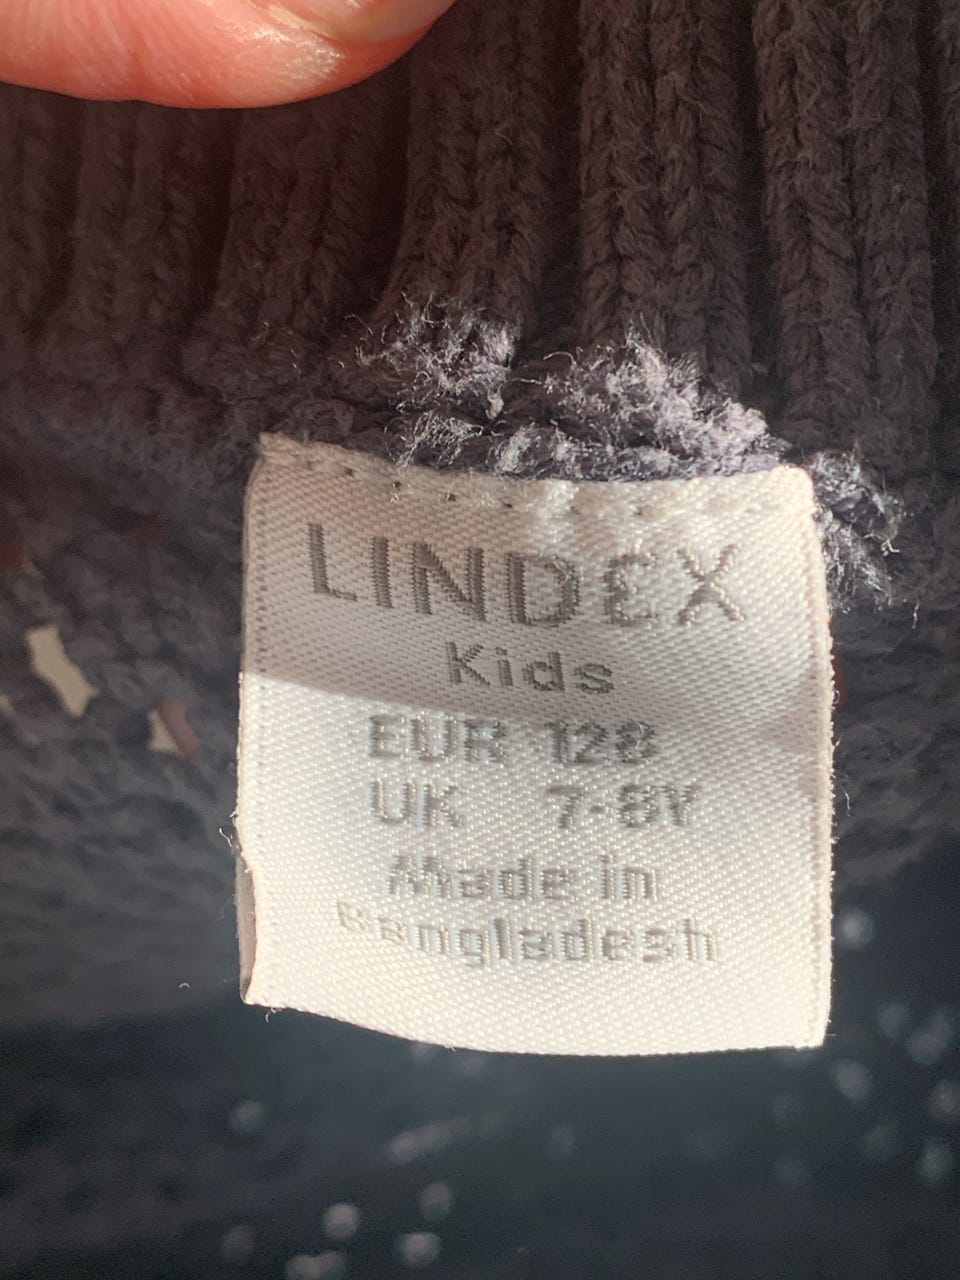 LINDEX
Kids
EUR 128
UK 7-8Y
Made in
Bangladesh